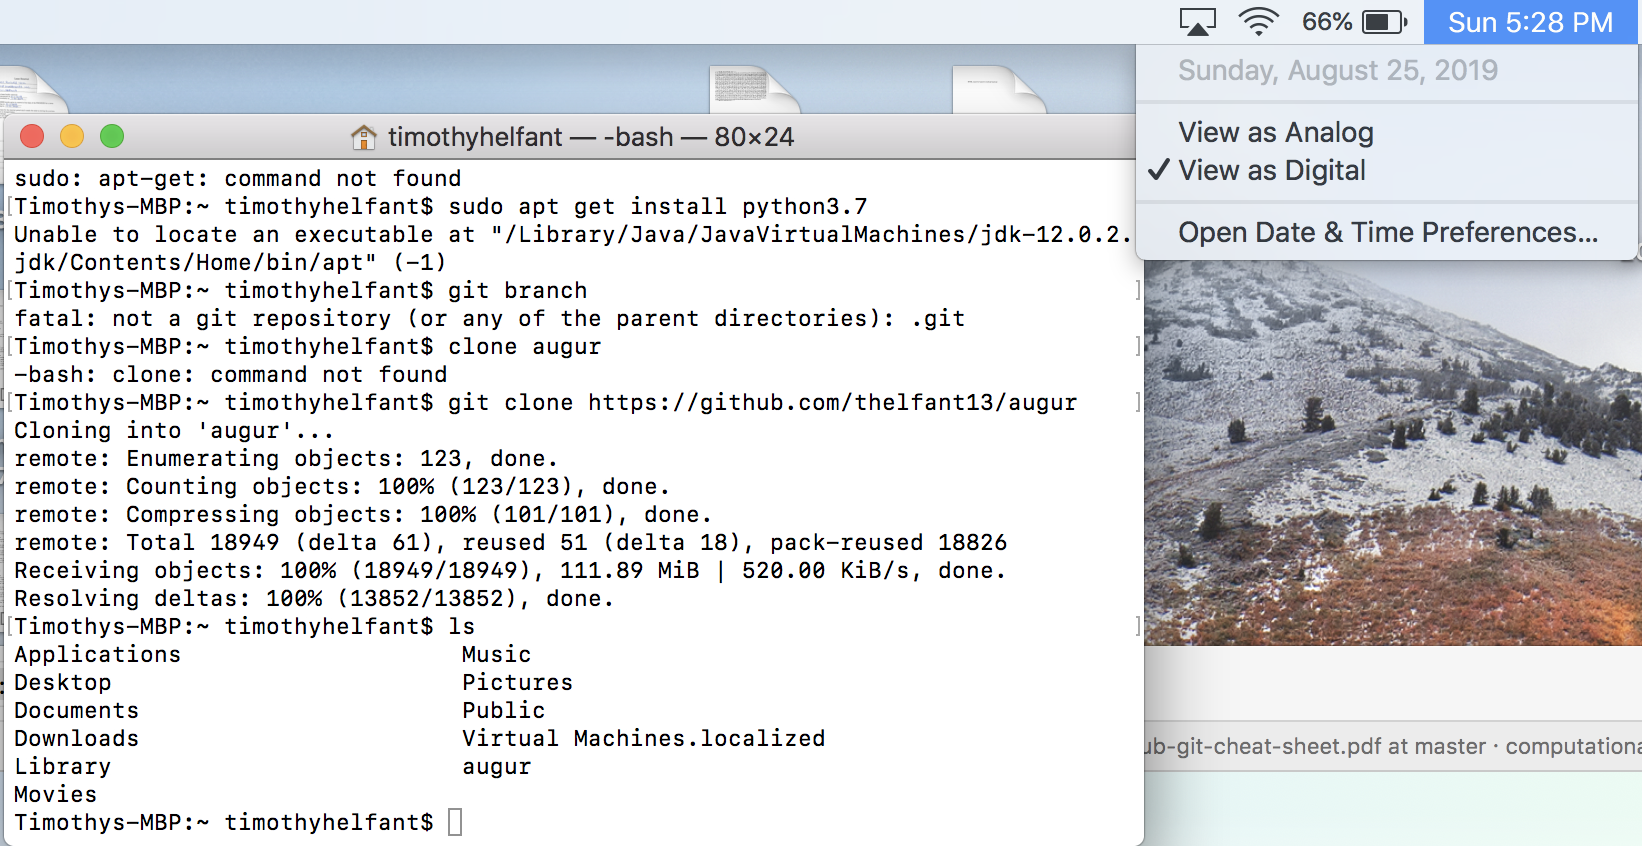 66% Sun 5:28 PM
Sunday, August 25, 2019
View as Analog
✓ View as Digital
Open Date & Time Preferences...
timothyhelfant — -bash — 80×24
sudo: apt-get: command not found
[Timothys-MBP:~ timothyhelfant$ sudo apt get install python3.7
Unable to locate an executable at "/Library/Java/JavaVirtualMachines/jdk-12.0.2.
jdk/Contents/Home/bin/apt" (-1)
[Timothys-MBP:~ timothyhelfant$ git branch ]
fatal: not a git repository (or any of the parent directories): .git
[Timothys-MBP:~ timothyhelfant$ clone augur ]
-bash: clone: command not found
[Timothys-MBP:~ timothyhelfant$ git clone https://github.com/thelfant13/augur ]
Cloning into 'augur'...
remote: Enumerating objects: 123, done.
remote: Counting objects: 100% (123/123), done.
remote: Compressing objects: 100% (101/101), done.
remote: Total 18949 (delta 61), reused 51 (delta 18), pack-reused 18826
Receiving objects: 100% (18949/18949), 111.89 MiB | 520.00 KiB/s, done.
Resolving deltas: 100% (13852/13852), done.
[Timothys-MBP:~ timothyhelfant$ ls ]
Applications Music
Desktop Pictures
Documents Public
Downloads Virtual Machines.localized
Library augur
Movies
Timothys-MBP:~ timothyhelfant$
ub-git-cheat-sheet.pdf at master · computationa